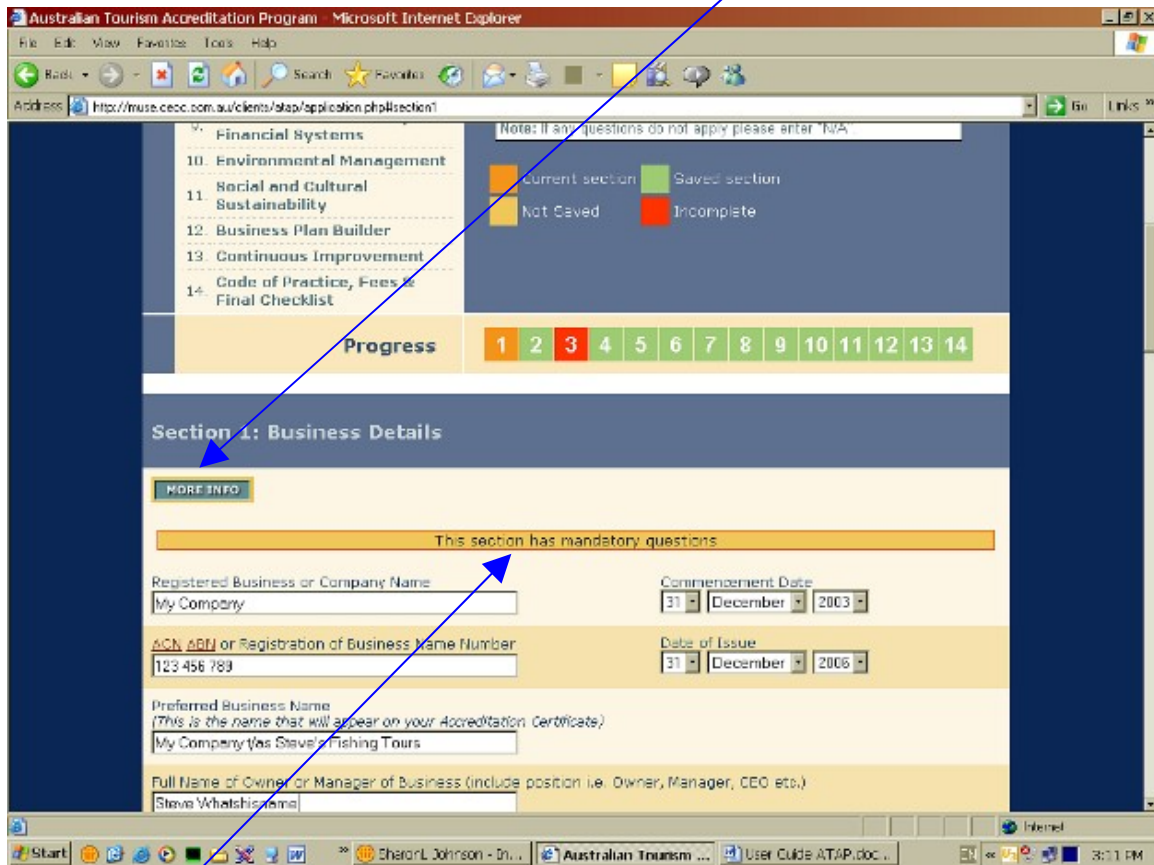 Australian Tourism Accreditation Program - Microsoft Internet Explorer
File Edit View Favorites Tools Help
Back Search Favorites
Address http://muse.ceoc.com.au/clients/atap/application.php#section1 Go Links »
9. Financial Systems
Note: If any questions do not apply please enter "N/A".
10. Environmental Management
11. Social and Cultural Sustainability
12. Business Plan Builder
13. Continuous Improvement
14. Code of Practice, Fees & Final Checklist
Current section Saved section
Not Saved Incomplete
Progress 1 2 3 4 5 6 7 8 9 10 11 12 13 14
Section 1: Business Details
MORE INFO
This section has mandatory questions
Registered Business or Company Name Commencement Date
My Company 31 December 2003
ACN ABN or Registration of Business Name Number Date of Issue
123 456 789 31 December 2006
Preferred Business Name
(This is the name that will appear on your Accreditation Certificate)
My Company t/as Steve's Fishing Tours
Full Name of Owner or Manager of Business (include position i.e. Owner, Manager, CEO etc.)
Steve Whatshisname
Internet
Start » SharonL Johnson - In... Australian Tourism ... User Guide ATAP.doc ... « 3:11 PM